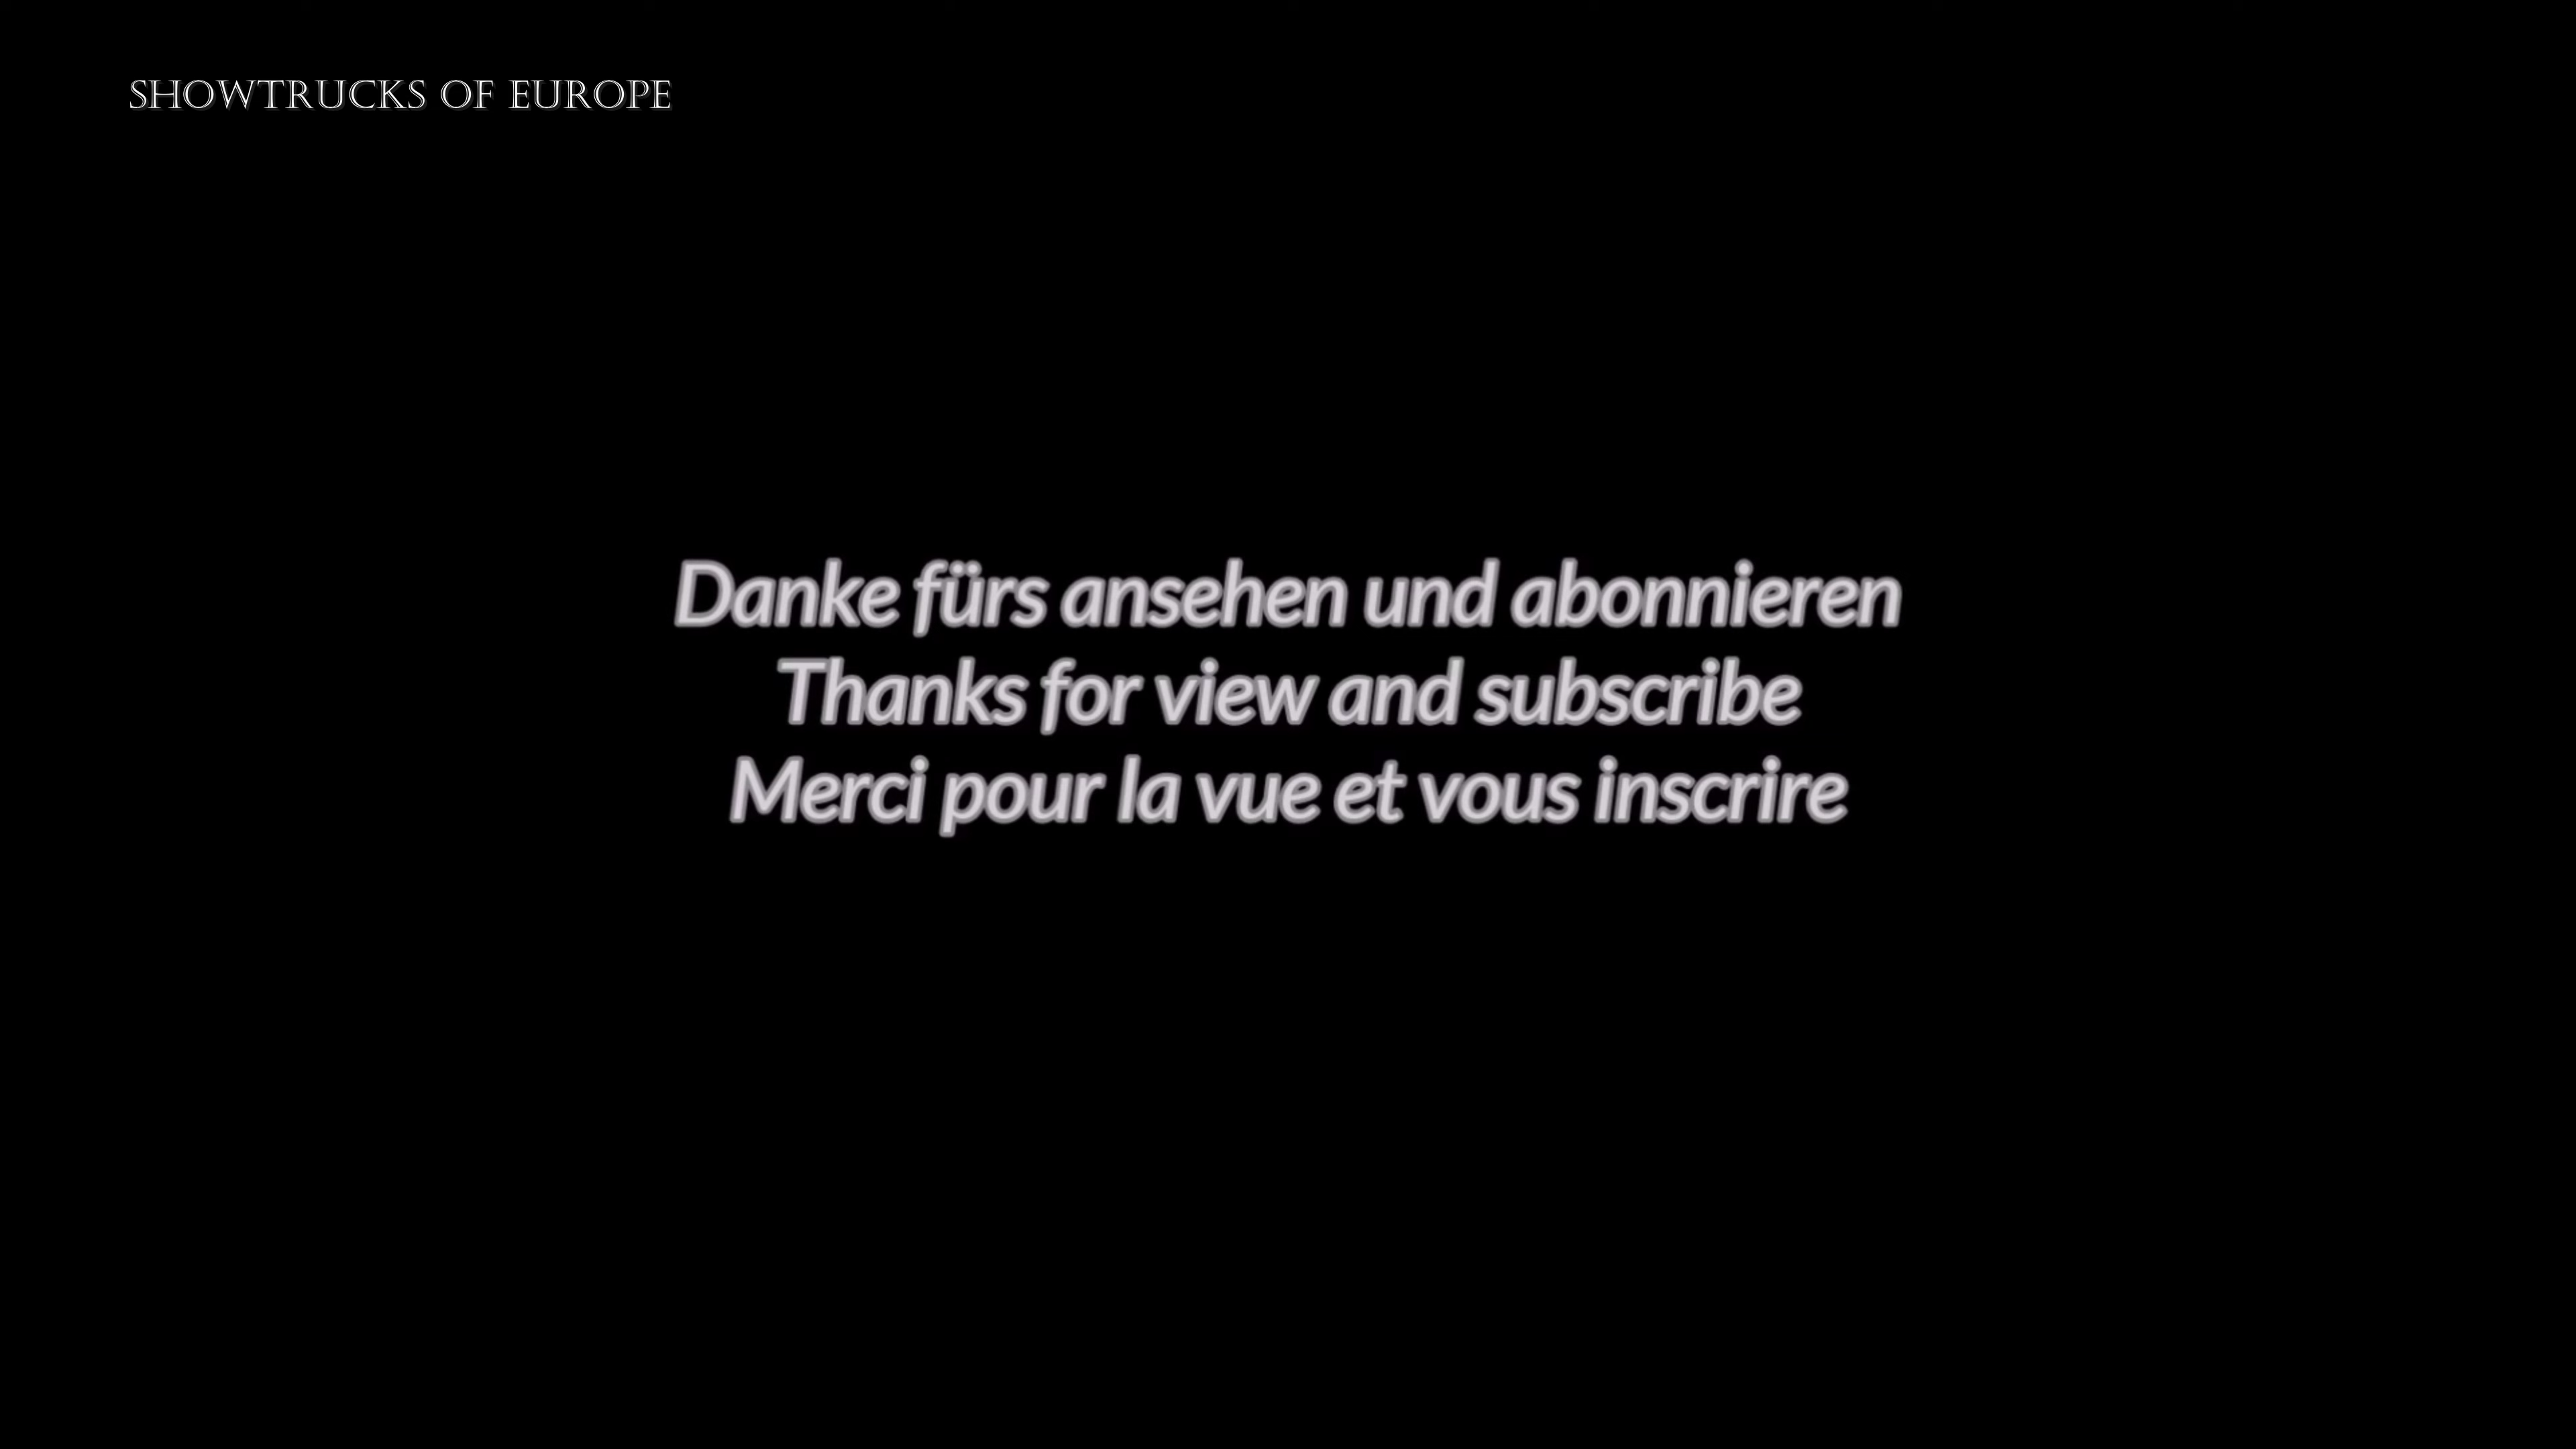 SHOWTRUCKS OF EUROPE
Danke fürs ansehen und abonnieren
Thanks for view and subscribe
Merci pour la vue et vous inscrire